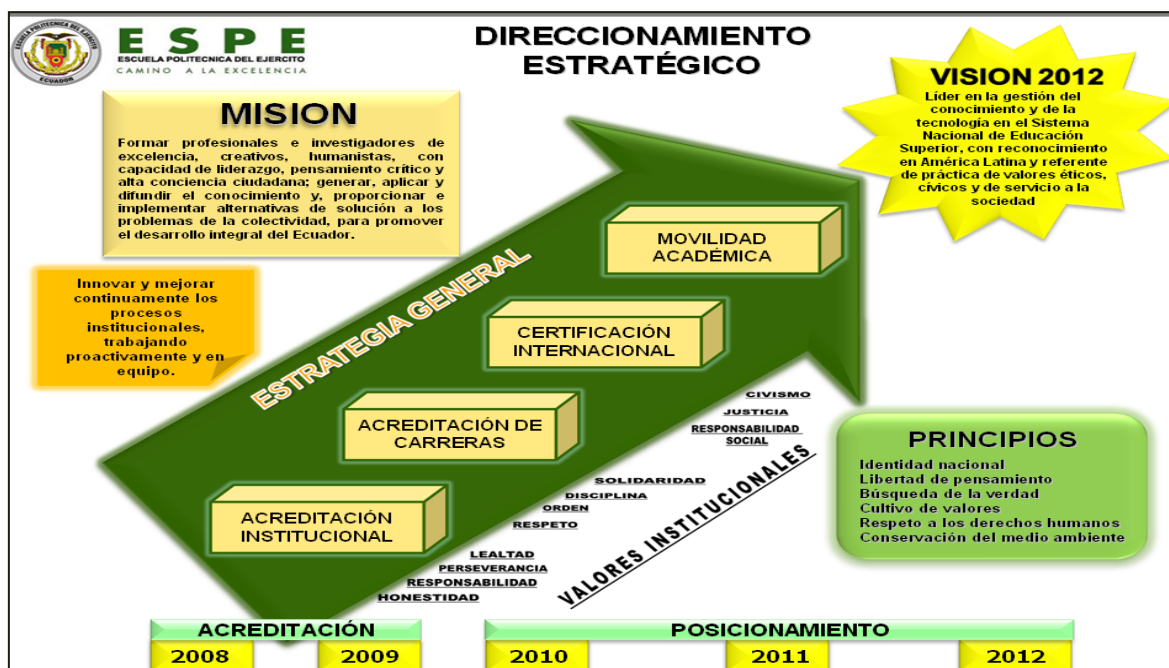 ESCUELA POLITECNICA DEL EJERCITO
ECUADOR
E S P E
ESCUELA POLITECNICA DEL EJERCITO
CAMINO A LA EXCELENCIA
DIRECCIONAMIENTO
ESTRATÉGICO
VISION 2012
Líder en la gestión del
conocimiento y de la
tecnología en el Sistema
Nacional de Educación
Superior, con reconocimiento
en América Latina y referente
de práctica de valores éticos,
cívicos y de servicio a la
sociedad
MISION
Formar profesionales e investigadores de
excelencia, creativos, humanistas, con
capacidad de liderazgo, pensamiento crítico y
alta conciencia ciudadana; generar, aplicar y
difundir el conocimiento y, proporcionar e
implementar alternativas de solución a los
problemas de la colectividad, para promover
el desarrollo integral del Ecuador.
Innovar y mejorar
continuamente los
procesos
institucionales,
trabajando
proactivamente y en
equipo.
ESTRATEGIA GENERAL
MOVILIDAD
ACADÉMICA
CERTIFICACIÓN
INTERNACIONAL
ACREDITACIÓN DE
CARRERAS
ACREDITACIÓN
INSTITUCIONAL
CIVISMO
JUSTICIA
RESPONSABILIDAD
SOCIAL
SOLIDARIDAD
DISCIPLINA
ORDEN
RESPETO
LEALTAD
PERSEVERANCIA
RESPONSABILIDAD
HONESTIDAD
VALORES INSTITUCIONALES
PRINCIPIOS
Identidad nacional
Libertad de pensamiento
Búsqueda de la verdad
Cultivo de valores
Respeto a los derechos humanos
Conservación del medio ambiente
ACREDITACIÓN
POSICIONAMIENTO
2008
2009
2010
2011
2012